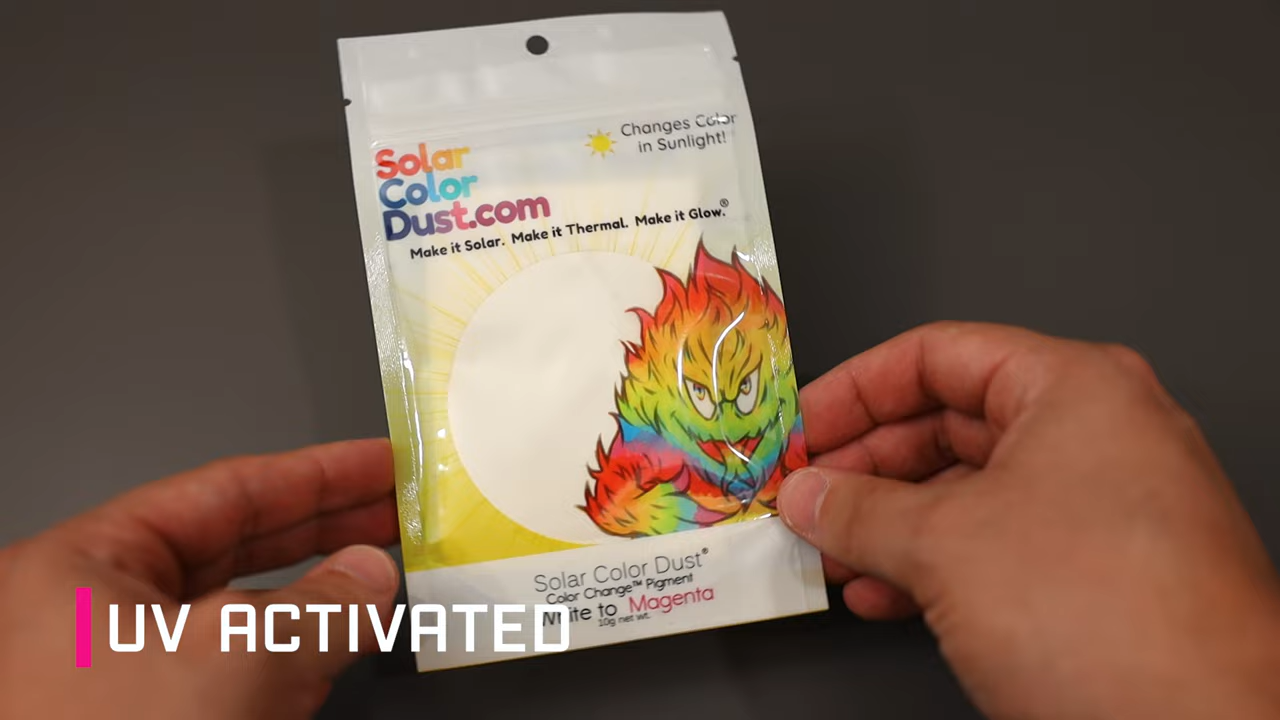 Changes Color
in Sunlight!
Solar
Color
Dust.com
Make it Solar. Make it Thermal. Make it Glow.®
Solar Color Dust®
Color Change™ Pigment
White to Magenta
10g net wt.
UV ACTIVATED